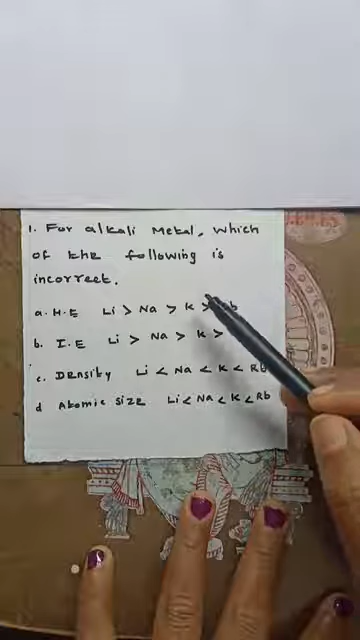 1. For alkali Metal, which
of the following is
incorrect.
a. H.E Li > Na > K > Rb
b. I.E Li > Na > K >
c. Density Li < Na < K < Rb
d Atomic size Li < Na < K < Rb